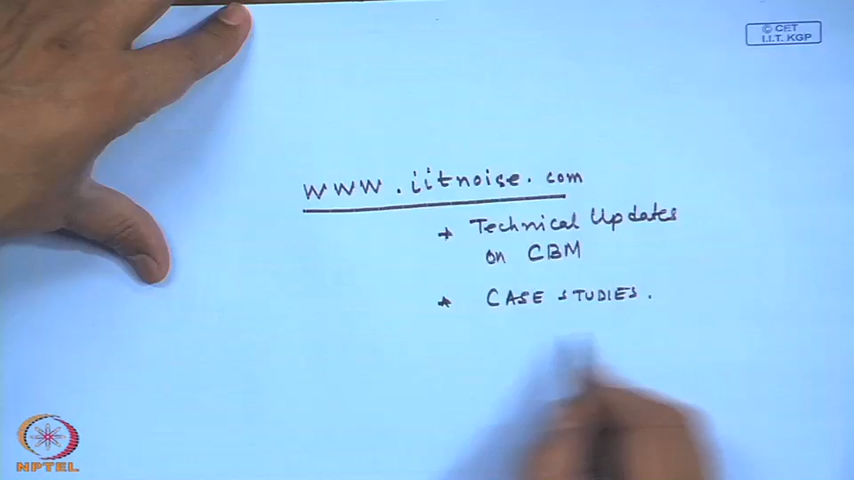 © CET
I.I.T. KGP
www.iitnoise.com
* Technical Updates
on CBM
* CASE STUDIES.
NPTEL